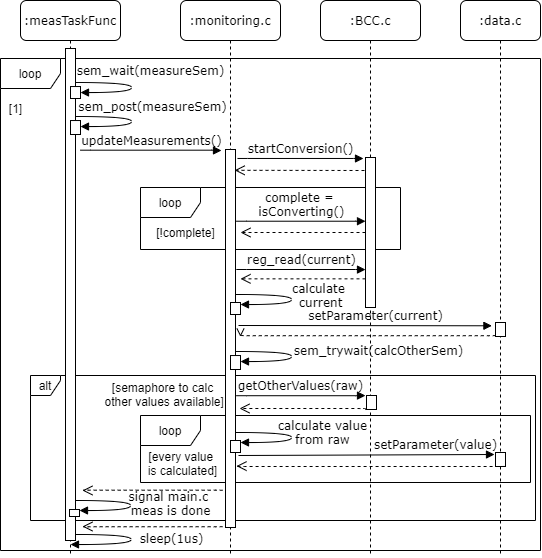 :measTaskFunc
:monitoring.c
:BCC.c
:data.c
loop
sem_wait(measureSem)
[1]
sem_post(measureSem)
updateMeasurements()
startConversion()
loop
complete =
isConverting()
[!complete]
reg_read(current)
calculate
current
setParameter(current)
sem_trywait(calcOtherSem)
alt
[semaphore to calc
other values available]
getOtherValues(raw)
loop
calculate value
from raw
[every value
is calculated]
setParameter(value)
signal main.c
meas is done
sleep(1us)